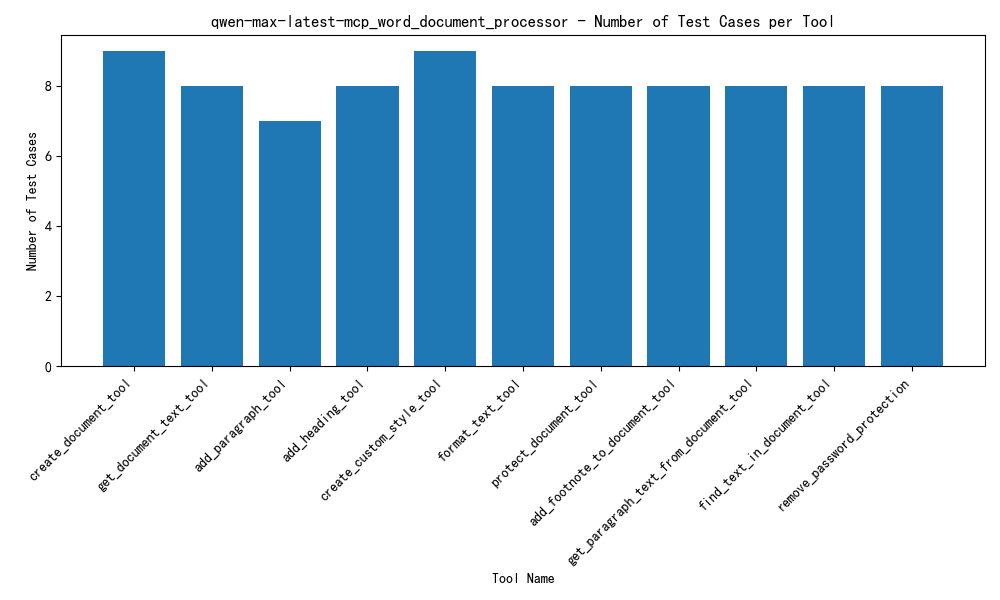 qwen-max-latest-mcp_word_document_processor - Number of Test Cases per Tool
Number of Test Cases
8
6
4
2
0
create_document_tool
get_document_text_tool
add_paragraph_tool
add_heading_tool
create_custom_style_tool
format_text_tool
protect_document_tool
add_footnote_to_document_tool
get_paragraph_text_from_document_tool
find_text_in_document_tool
remove_password_protection
Tool Name